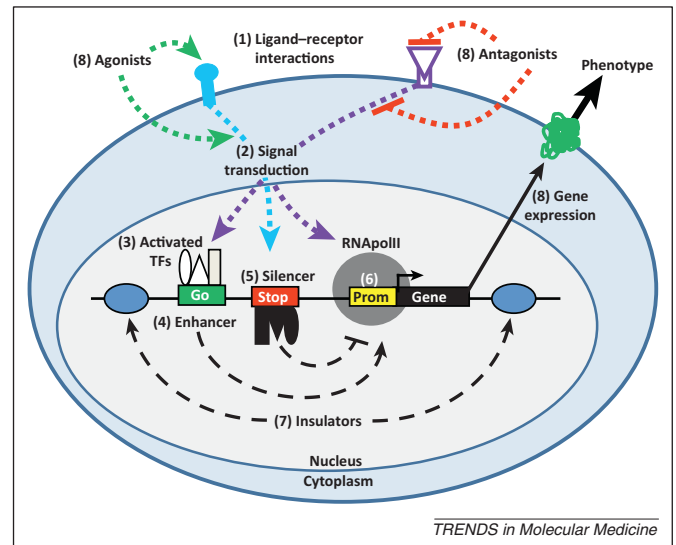 (1) Ligand–receptor
interactions
(8) Agonists
(8) Antagonists
Phenotype
(2) Signal
transduction
(8) Gene
expression
(3) Activated
TFs
RNApolII
(5) Silencer
(6)
Go
Stop
Prom
Gene
(4) Enhancer
(7) Insulators
Nucleus
Cytoplasm
TRENDS in Molecular Medicine